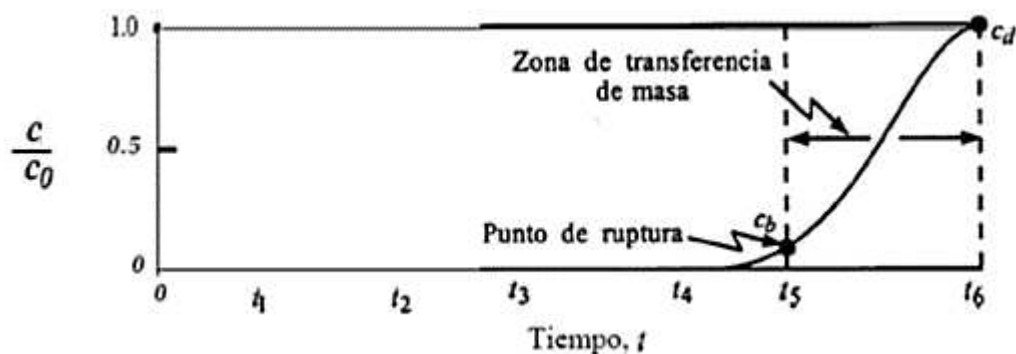 1.0
c_d
Zona de transferencia
de masa
c
c_0
0.5
c_b
Punto de ruptura
0
0 t_1 t_2 t_3 t_4 t_5 t_6
Tiempo, t